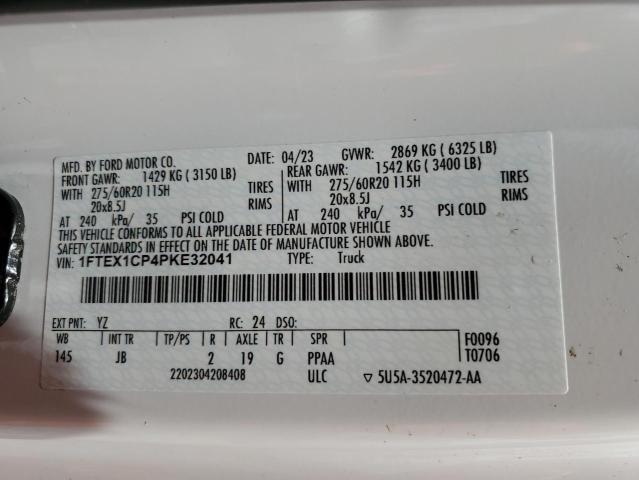 MFD. BY FORD MOTOR CO. DATE: 04/23 GVWR: 2869 KG ( 6325 LB)
FRONT GAWR: 1429 KG ( 3150 LB) REAR GAWR: 1542 KG ( 3400 LB)
WITH 275/60R20 115H TIRES WITH 275/60R20 115H TIRES
20x8.5J RIMS 20x8.5J RIMS
AT 240 kPa/ 35 PSI COLD AT 240 kPa/ 35 PSI COLD
THIS VEHICLE CONFORMS TO ALL APPLICABLE FEDERAL MOTOR VEHICLE
SAFETY STANDARDS IN EFFECT ON THE DATE OF MANUFACTURE SHOWN ABOVE.
VIN: 1FTEX1CP4PKE32041 TYPE: Truck
EXT PNT: YZ RC: 24 DSO:
WB INT TR TP/PS R AXLE TR SPR F0096
145 JB 2 19 G PPAA T0706
2202304208408 ULC ▽ 5U5A-3520472-AA